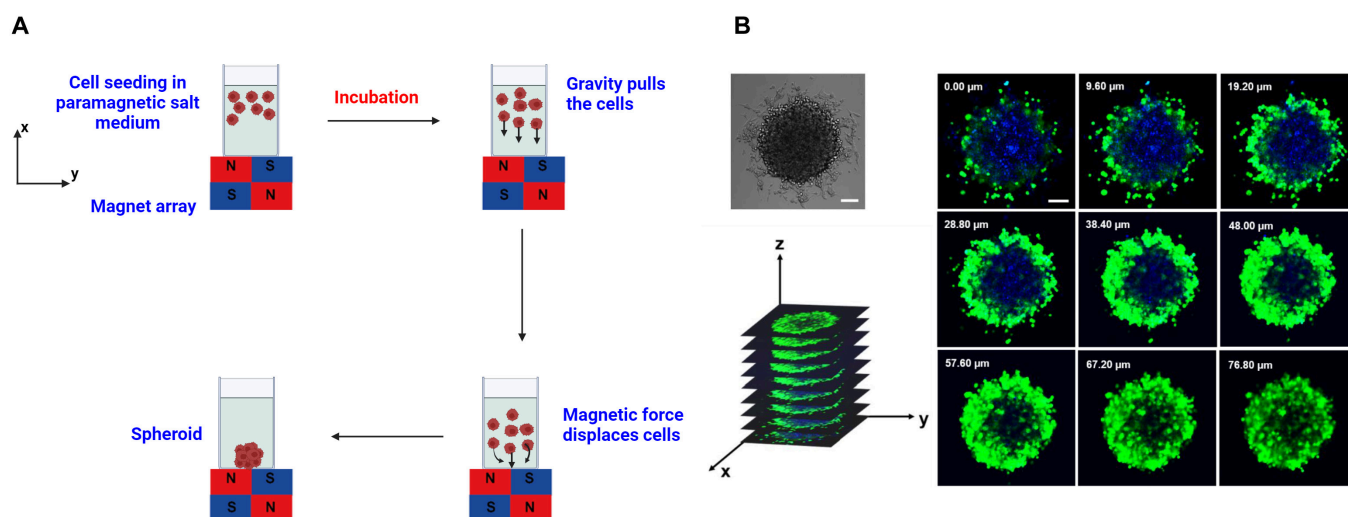 A
Cell seeding in
paramagnetic salt
medium
Incubation
Gravity pulls
the cells
x
y
N S
S N
Magnet array
N S
S N
Spheroid
Magnetic force
displaces cells
N S
S N
N S
S N
B
0.00 µm
9.60 µm
19.20 µm
28.80 µm
38.40 µm
48.00 µm
57.60 µm
67.20 µm
76.80 µm
z
y
x